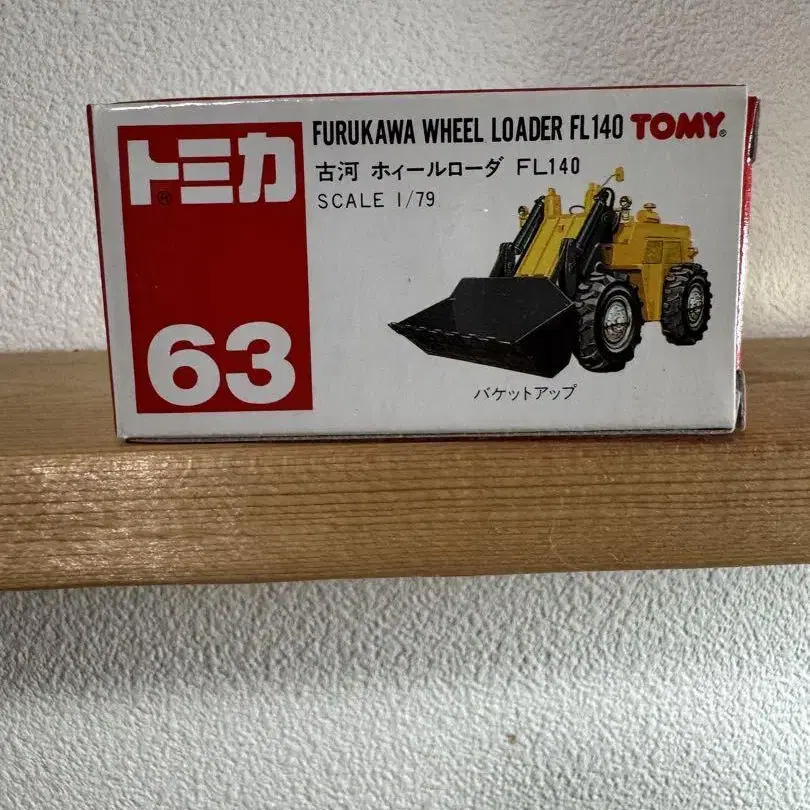 トミカ®
63
FURUKAWA WHEEL LOADER FL140 TOMY®
古河 ホィールローダ FL140
SCALE 1/79
バケットアップ